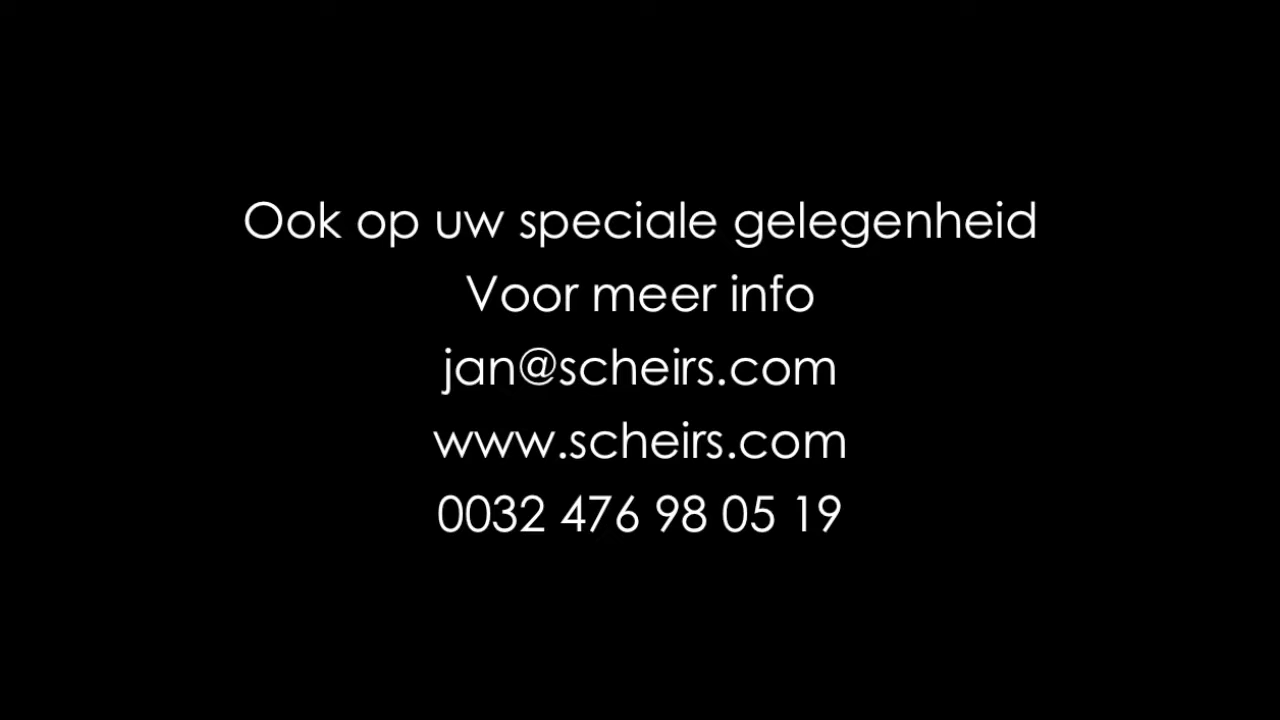 Ook op uw speciale gelegenheid
Voor meer info
jan@scheirs.com
www.scheirs.com
0032 476 98 05 19